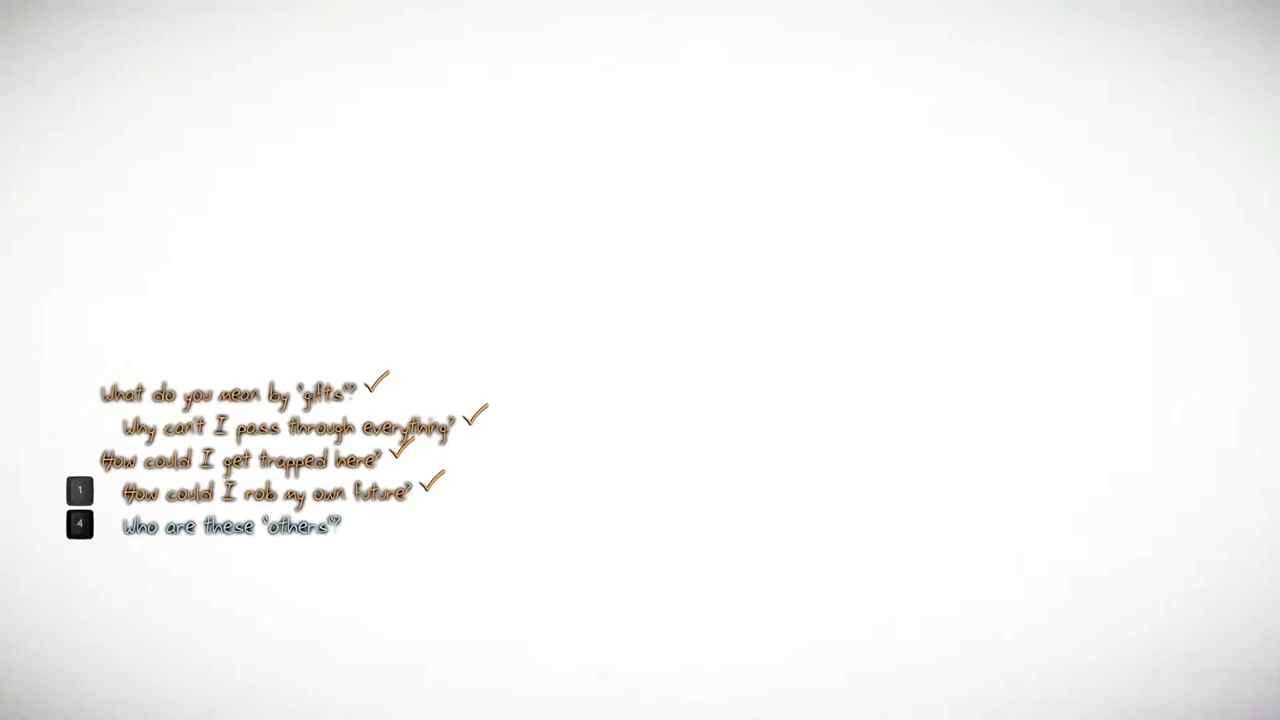 What do you mean by 'gifts'?
Why can't I pass through everything?
How could I get trapped here?
1 How could I rob my own future?
4 Who are these 'others'?